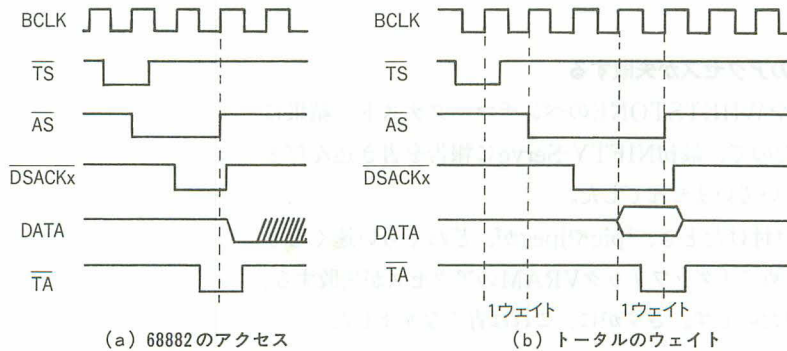 BCLK
TS
AS
DSACKx
DATA
TA
(a) 68882のアクセス
BCLK
TS
AS
DSACKx
DATA
TA
1ウェイト
1ウェイト
(b) トータルのウェイト